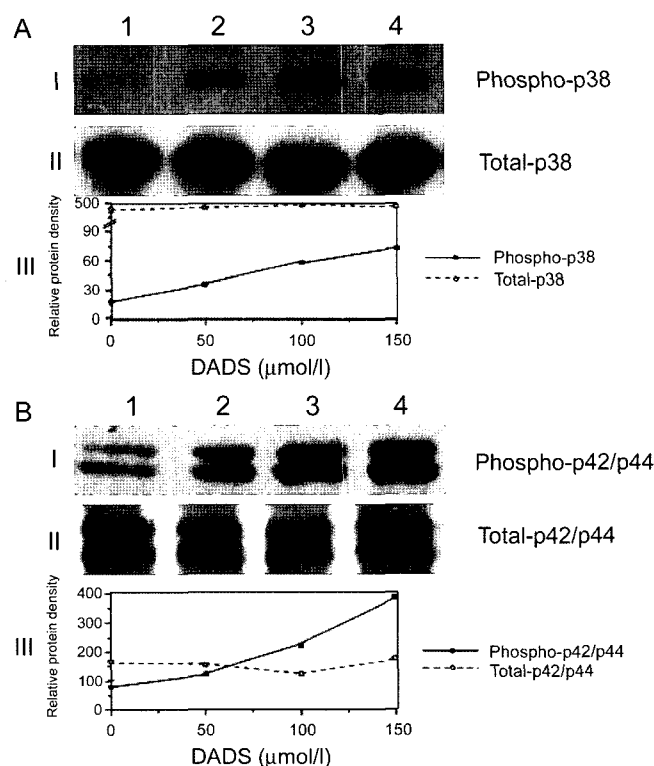 A
1 2 3 4
I Phospho-p38
II Total-p38
III
Relative protein density
500
90
60
30
0
0 50 100 150
DADS (μmol/l)
Phospho-p38
Total-p38
B
1 2 3 4
I Phospho-p42/p44
II Total-p42/p44
III
Relative protein density
400
300
200
100
0
0 50 100 150
DADS (μmol/l)
Phospho-p42/p44
Total-p42/p44